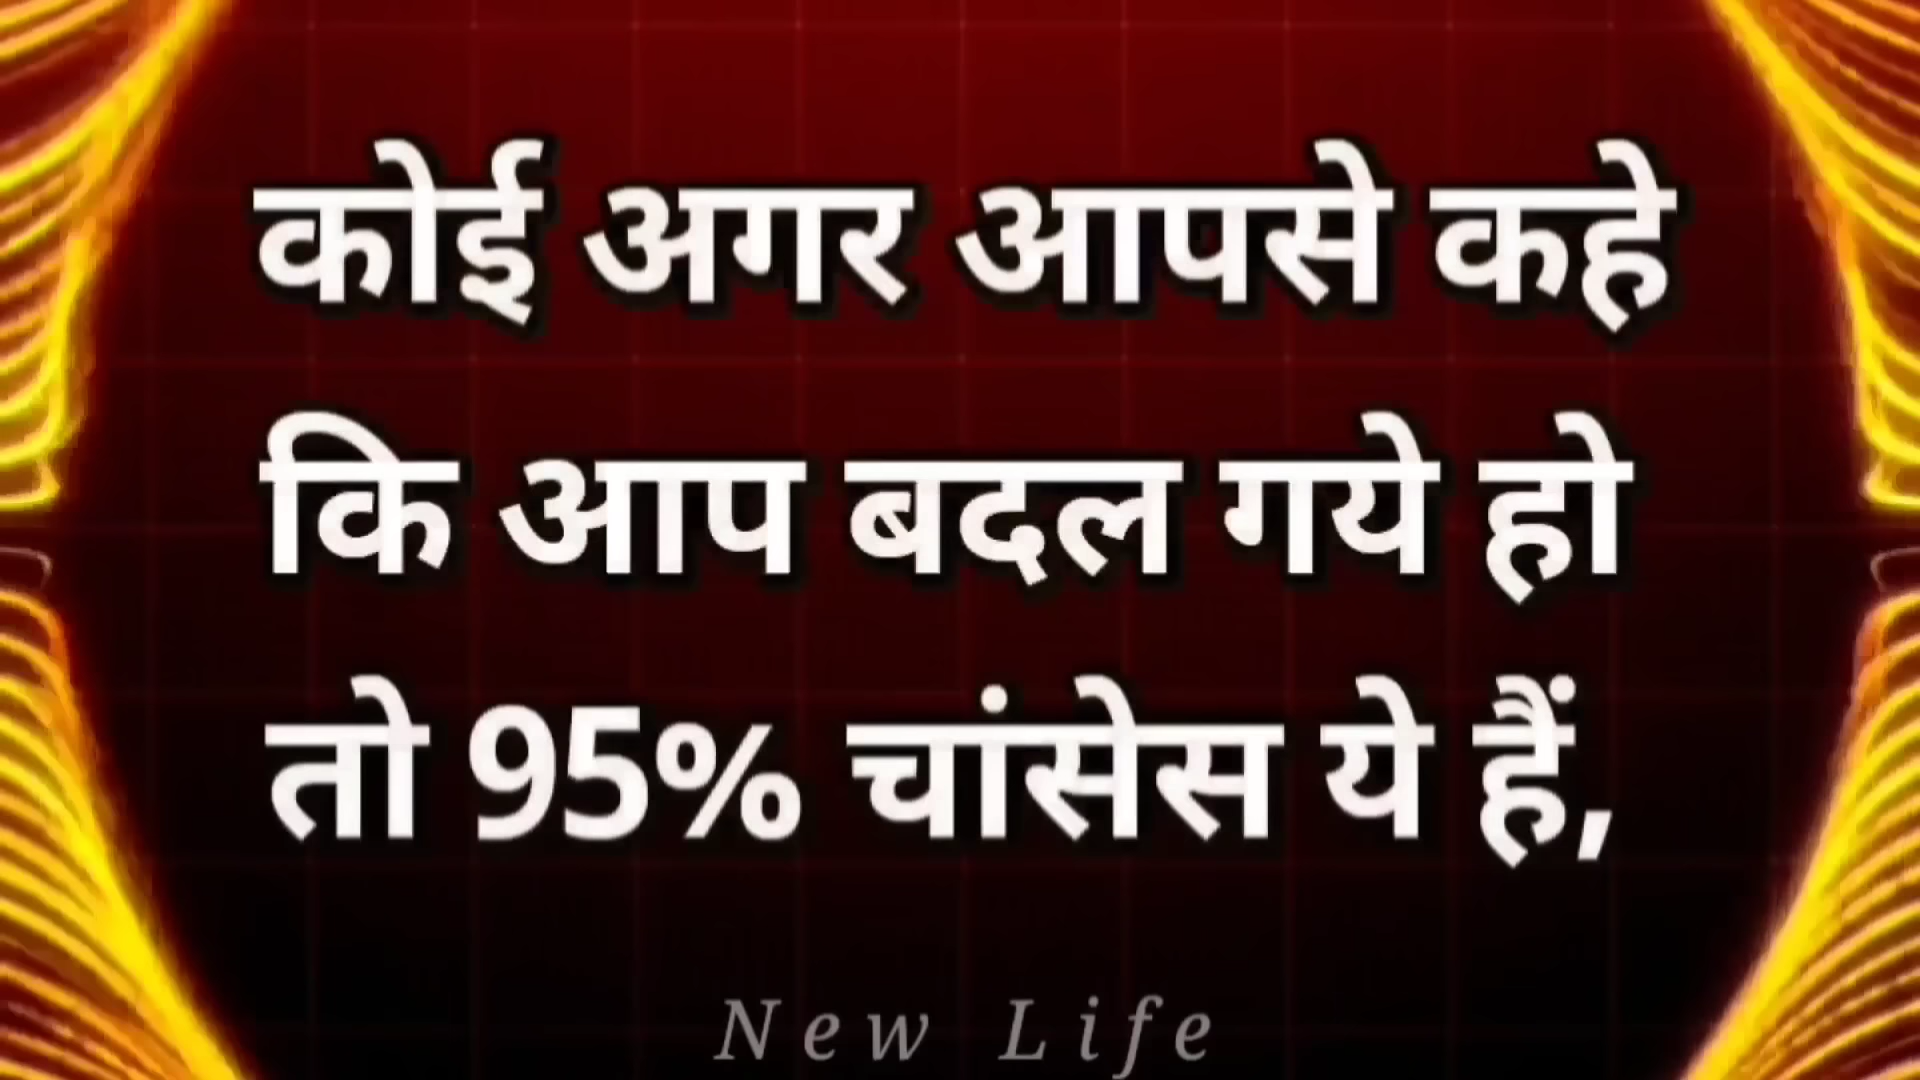 कोई अगर आपसे कहे
कि आप बदल गये हो
तो 95% चांसेस ये हैं,
New Life